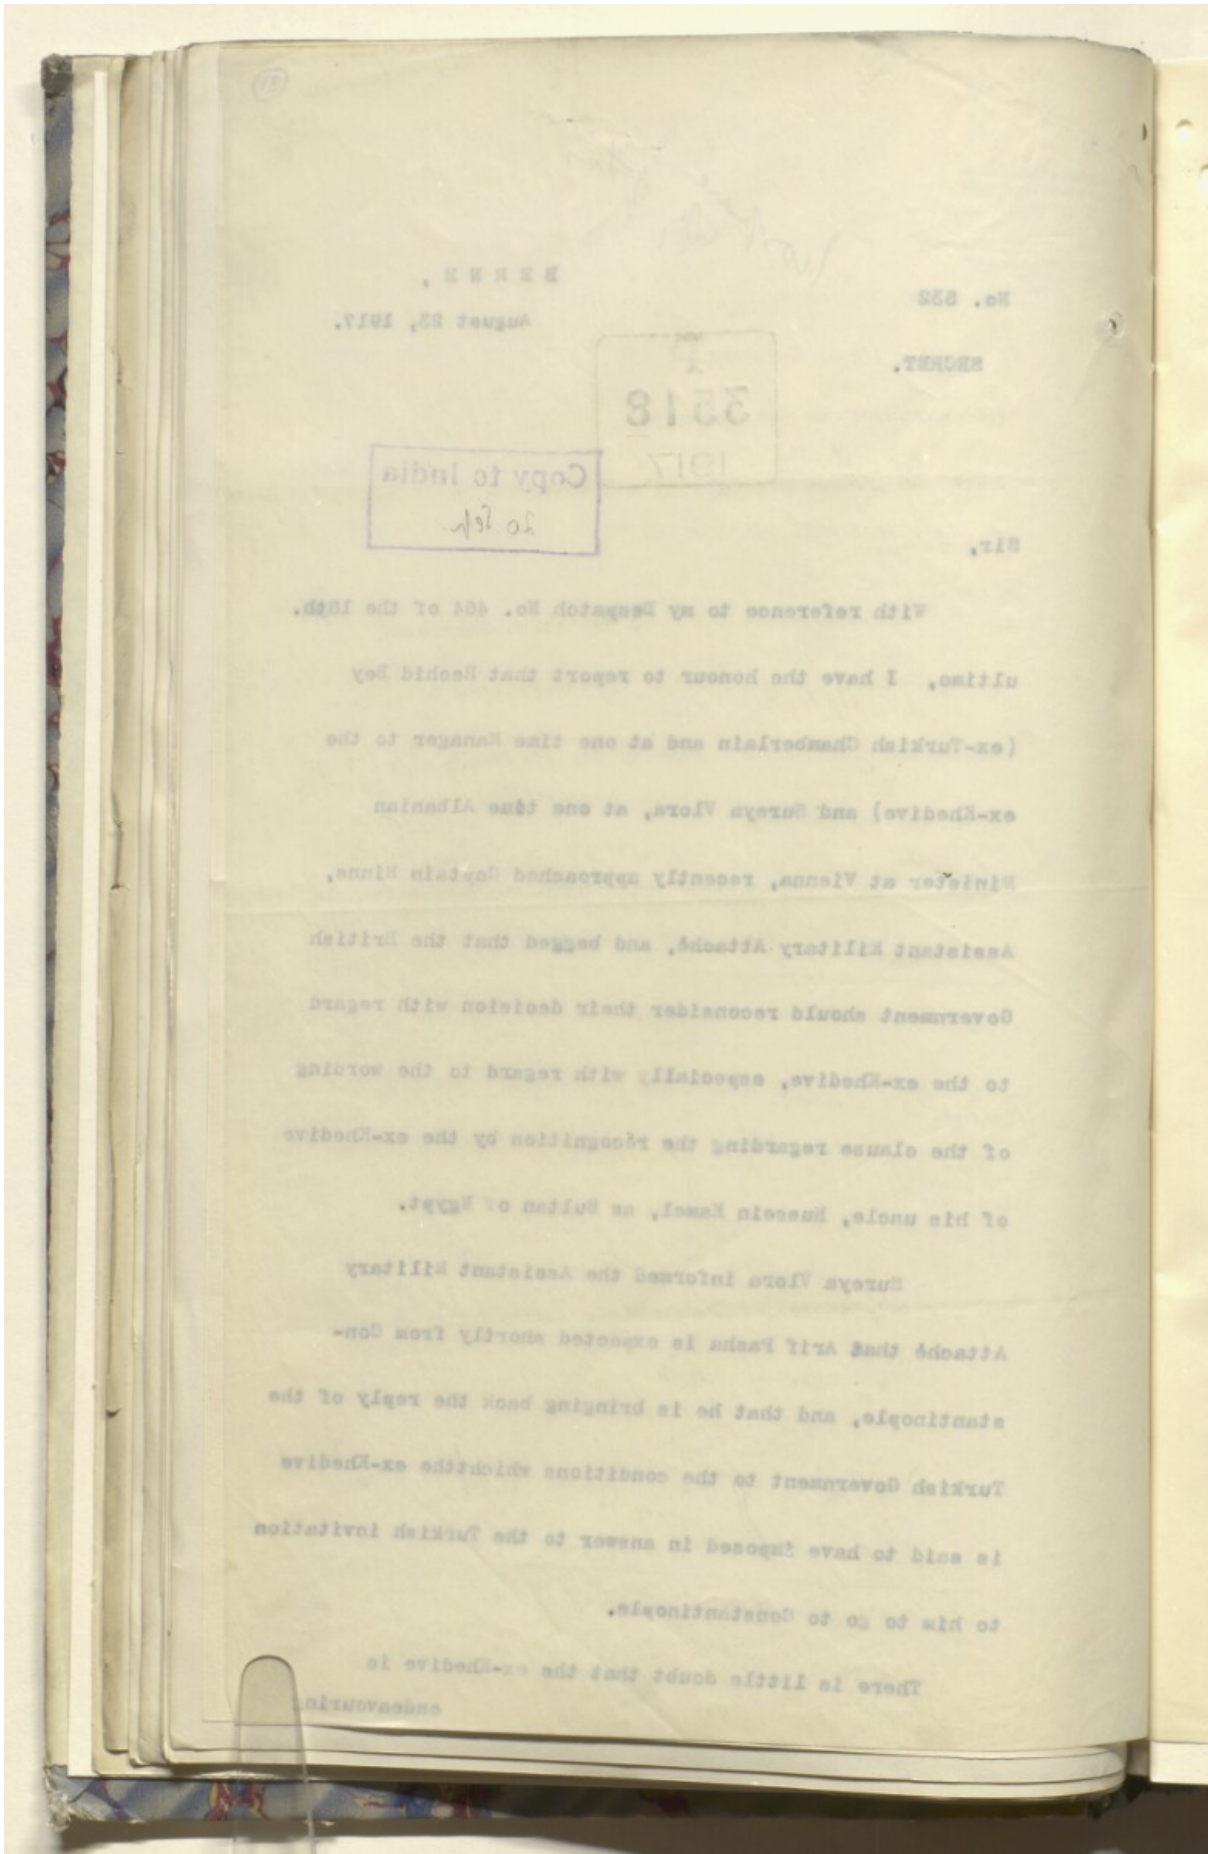 BERNE,
No. 532
August 23, 1917.
SECRET.
P
3518
1917
Copy to India
20 Sep
Sir,
With reference to my Despatch No. 464 of the 18th.
ultimo, I have the honour to report that Rechid Bey
(ex-Turkish Chamberlain and at one time Manager to the
ex-Khedive) and Sureya Vlora, at one time Albanian
Minister at Vienna, recently approached Captain Binns,
Assistant Military Attaché, and begged that the British
Government should reconsider their decision with regard
to the ex-Khedive, especially with regard to the wording
of the clause regarding the recognition by the ex-Khedive
of his uncle, Hussein Kamel, as Sultan of Egypt.
Sureya Vlora informed the Assistant Military
Attaché that Arif Pasha is expected shortly from Con-
stantinople, and that he is bringing back the reply of the
Turkish Government to the conditions which the ex-Khedive
is said to have imposed in answer to the Turkish invitation
to him to go to Constantinople.
There is little doubt that the ex-Khedive is
endeavouring